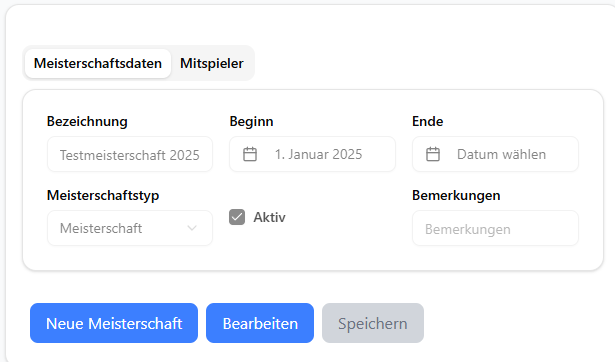 Meisterschaftsdaten Mitspieler
Bezeichnung Beginn Ende
Testmeisterschaft 2025 1. Januar 2025 Datum wählen
Meisterschaftstyp Bemerkungen
Meisterschaft Aktiv Bemerkungen
Neue Meisterschaft Bearbeiten Speichern